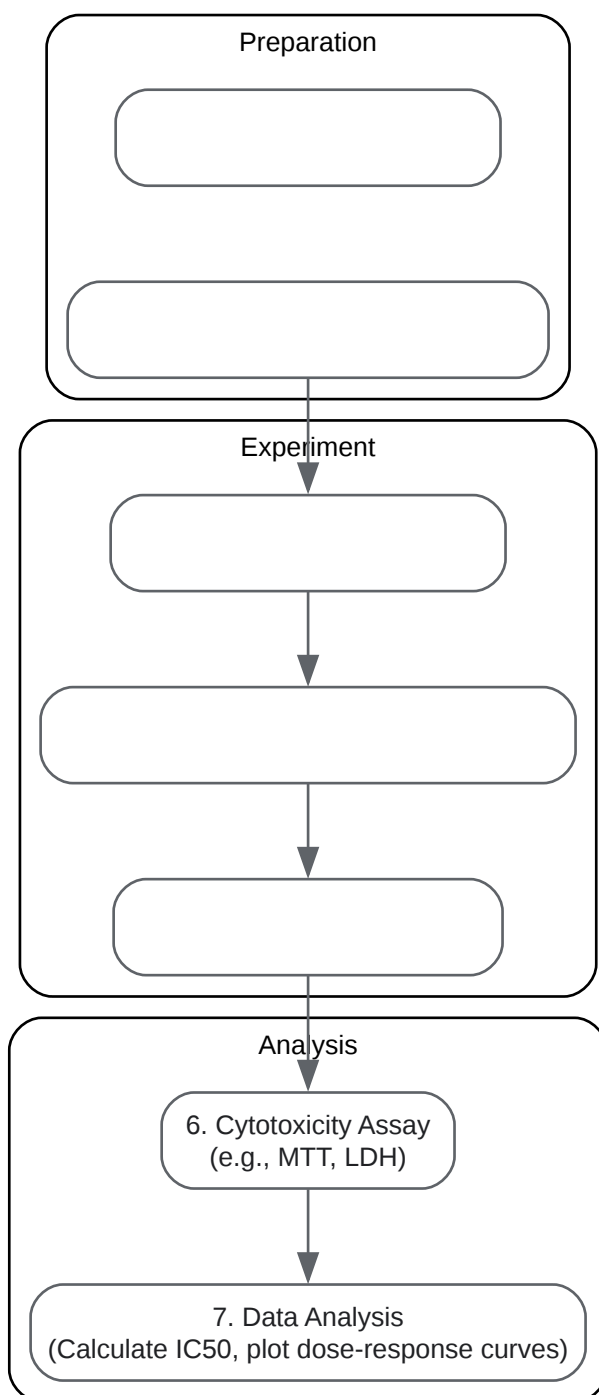 Preparation
Experiment
Analysis
6. Cytotoxicity Assay
(e.g., MTT, LDH)
7. Data Analysis
(Calculate IC50, plot dose-response curves)